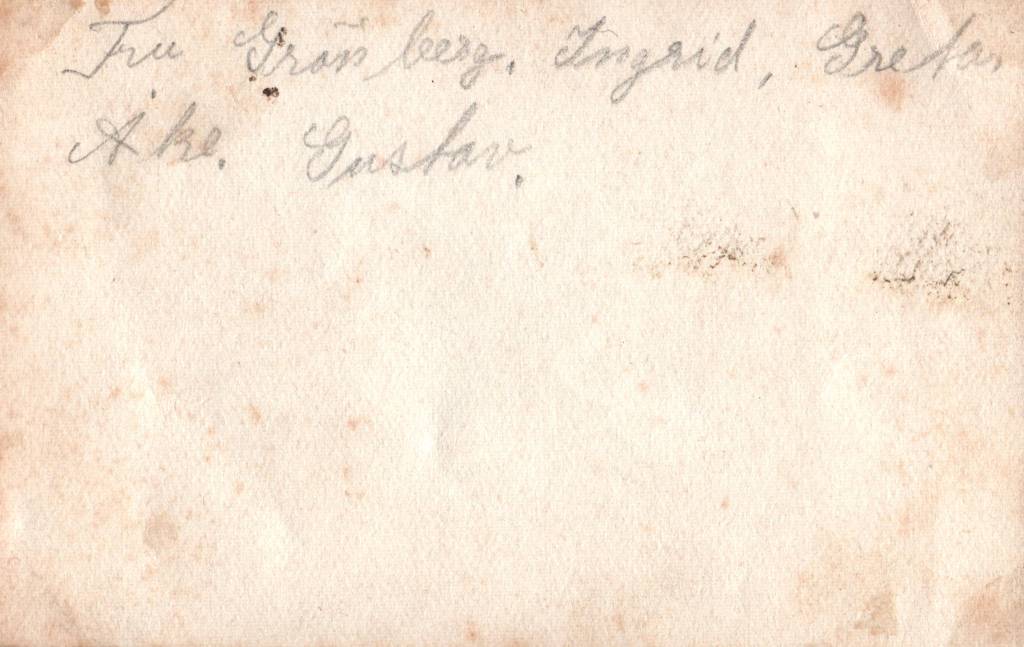 Fru Grönberg. Ingrid, Greta.
Åke. Gustav.